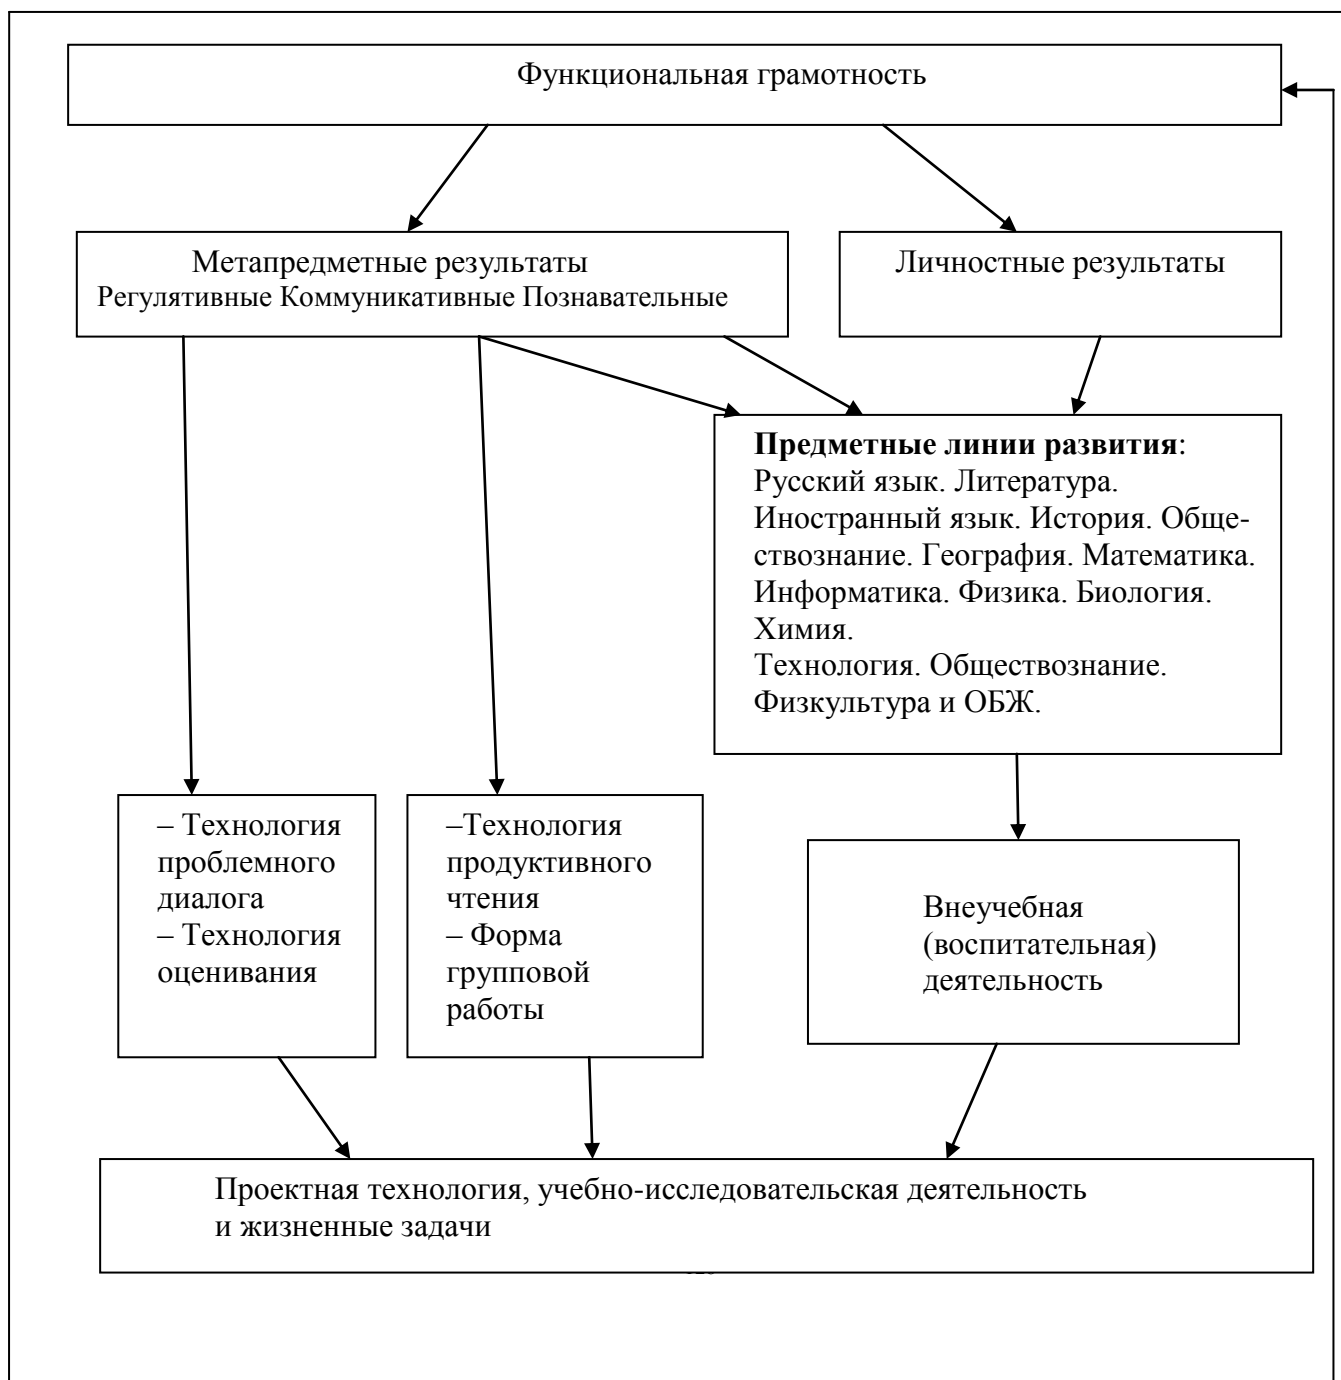 Функциональная грамотность
Метапредметные результаты
Регулятивные Коммуникативные Познавательные
Личностные результаты
Предметные линии развития:
Русский язык. Литература.
Иностранный язык. История. Обще-
ствознание. География. Математика.
Информатика. Физика. Биология.
Химия.
Технология. Обществознание.
Физкультура и ОБЖ.
– Технология
проблемного
диалога
– Технология
оценивания
–Технология
продуктивного
чтения
– Форма
групповой
работы
Внеучебная
(воспитательная)
деятельность
Проектная технология, учебно-исследовательская деятельность
и жизненные задачи